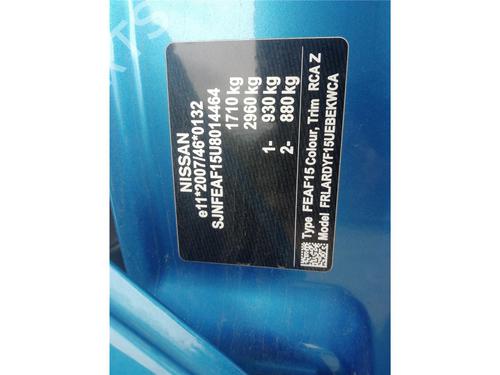 NISSAN
e11*2007/46*0132
SJNFEAF15U8014464
1710 kg
2960 kg
1- 930 kg
2- 880 kg
Type FEAF15 Colour, Trim RCA Z
Model FRLARDYF15UEBEKWCA
PARTS